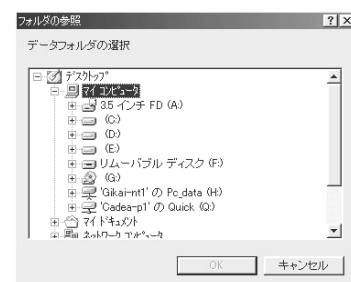 フォルダの参照
データフォルダの選択
デスクトップ
マイ コンピュータ
3.5 インチ FD (A:)
(C:)
(D:)
(E:)
リムーバブル ディスク (F:)
(G:)
'Gikai-nt1' の Pc_data (H:)
'Cadea-p1' の Quick (Q:)
マイ ドキュメント
ネットワーク コンピュータ
OK
キャンセル